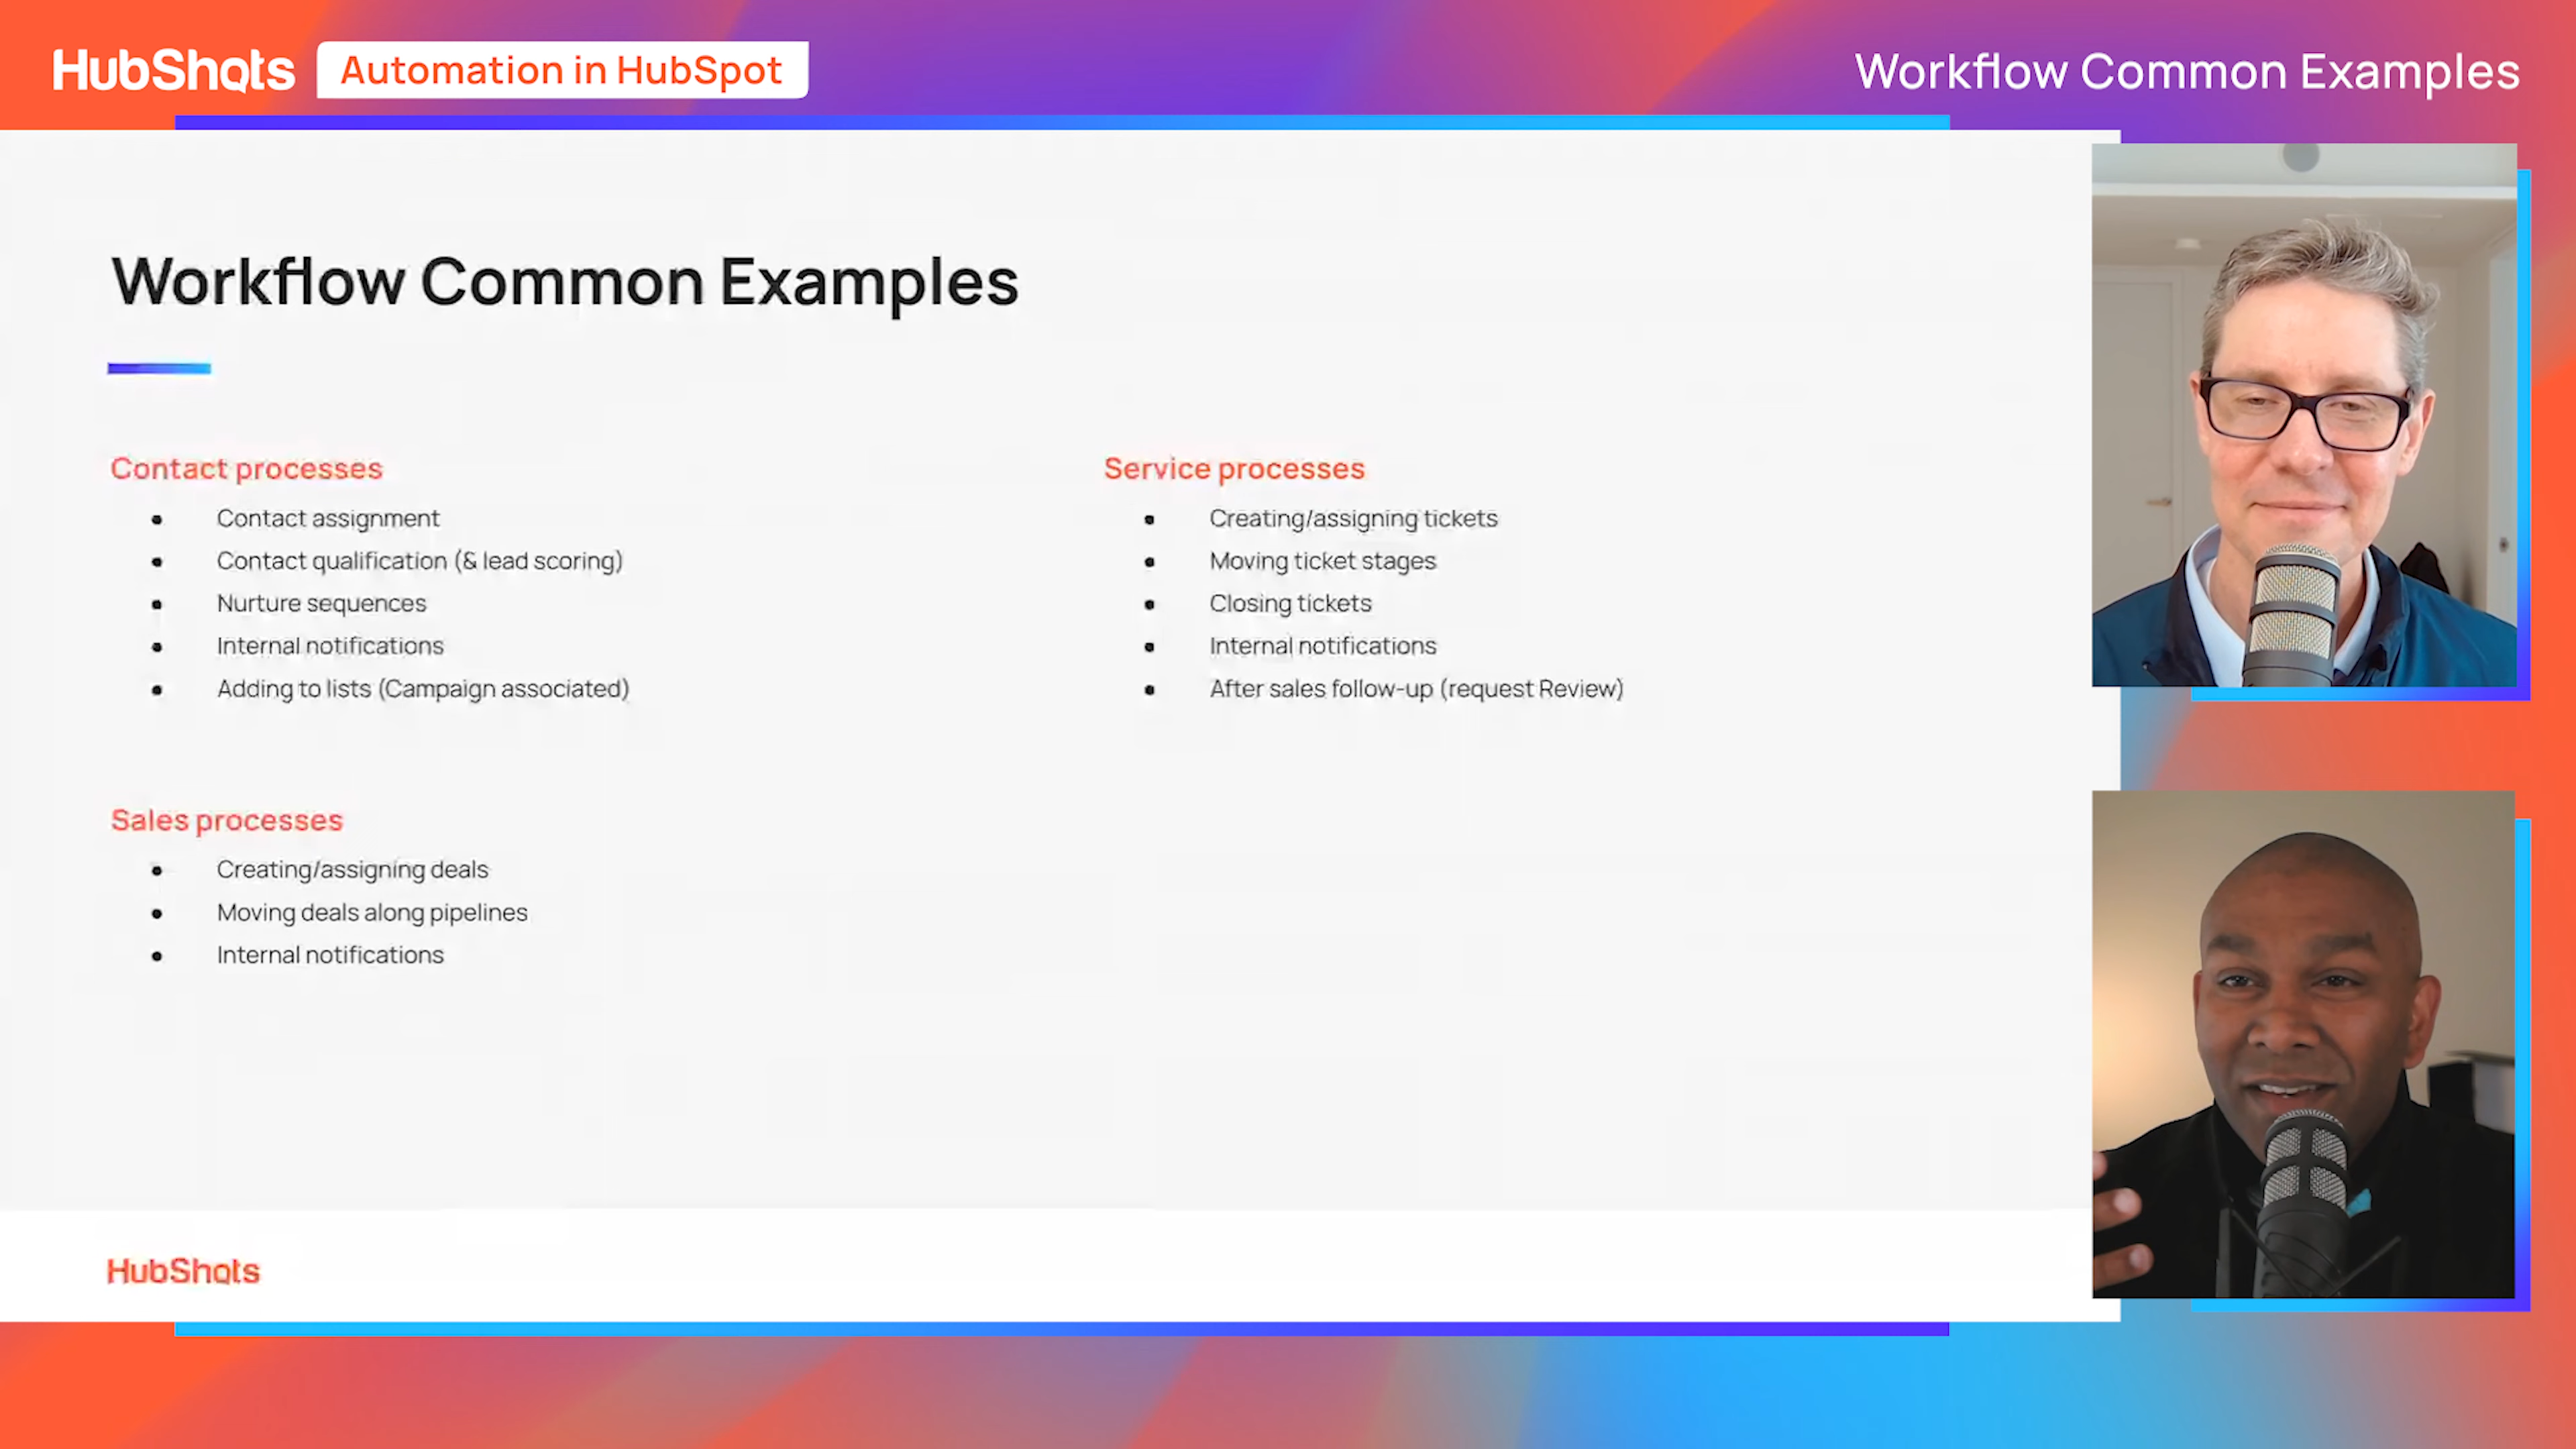 HubShots Automation in HubSpot
Workflow Common Examples
Workflow Common Examples
Contact processes
• Contact assignment
• Contact qualification (& lead scoring)
• Nurture sequences
• Internal notifications
• Adding to lists (Campaign associated)
Sales processes
• Creating/assigning deals
• Moving deals along pipelines
• Internal notifications
Service processes
• Creating/assigning tickets
• Moving ticket stages
• Closing tickets
• Internal notifications
• After sales follow-up (request Review)
HubShots